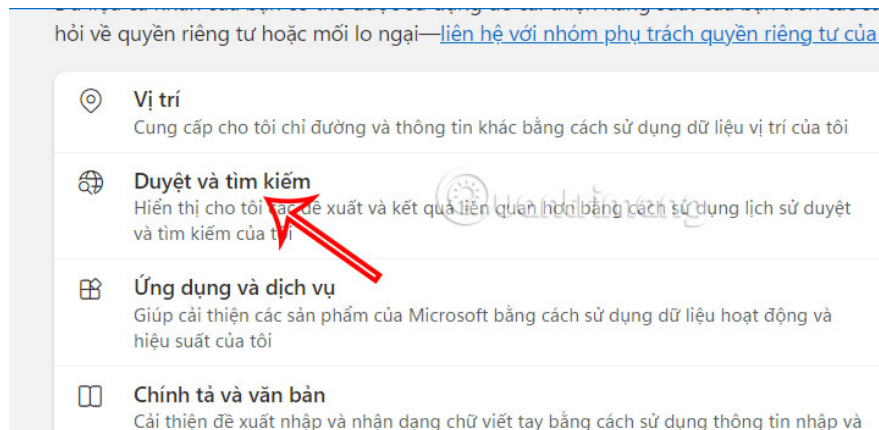 hỏi về quyền riêng tư hoặc mối lo ngại—liên hệ với nhóm phụ trách quyền riêng tư của
Vị trí
Cung cấp cho tôi chỉ đường và thông tin khác bằng cách sử dụng dữ liệu vị trí của tôi
Duyệt và tìm kiếm
Hiển thị cho tôi các đề xuất và kết quả liên quan hơn bằng cách sử dụng lịch sử duyệt
và tìm kiếm của tôi
Quantrimang
Ứng dụng và dịch vụ
Giúp cải thiện các sản phẩm của Microsoft bằng cách sử dụng dữ liệu hoạt động và
hiệu suất của tôi
Chính tả và văn bản
Cải thiện đề xuất nhập và nhận dạng chữ viết tay bằng cách sử dụng thông tin nhập và